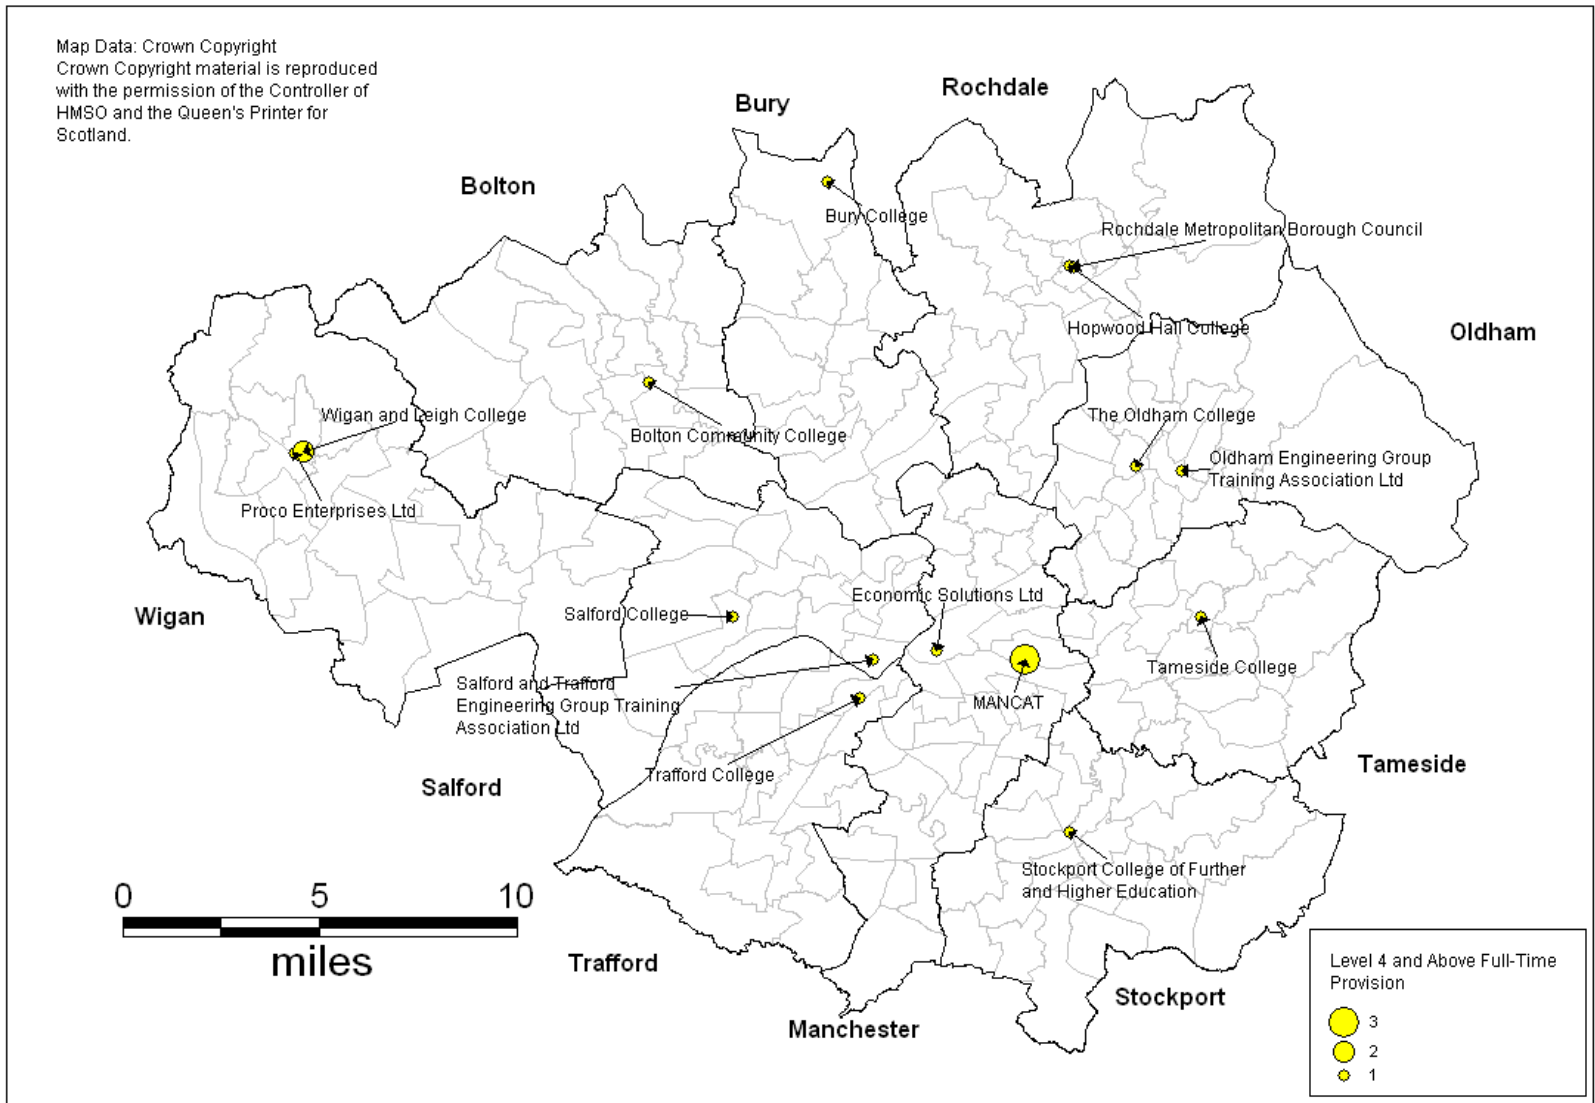 Map Data: Crown Copyright
Crown Copyright material is reproduced
with the permission of the Controller of
HMSO and the Queen's Printer for
Scotland.
Rochdale
Bury
Bolton
Bury College
Rochdale Metropolitan Borough Council
Hopwood Hall College
Oldham
Wigan and Leigh College
The Oldham College
Bolton Community College
Oldham Engineering Group
Training Association Ltd
Proco Enterprises Ltd
Economic Solutions Ltd
Wigan
Salford College
Tameside College
Salford and Trafford
Engineering Group Training
Association Ltd
MANCAT
Trafford College
Tameside
Salford
Stockport College of Further
and Higher Education
0 5 10
miles
Trafford
Stockport
Manchester
Level 4 and Above Full-Time
Provision
3
2
1